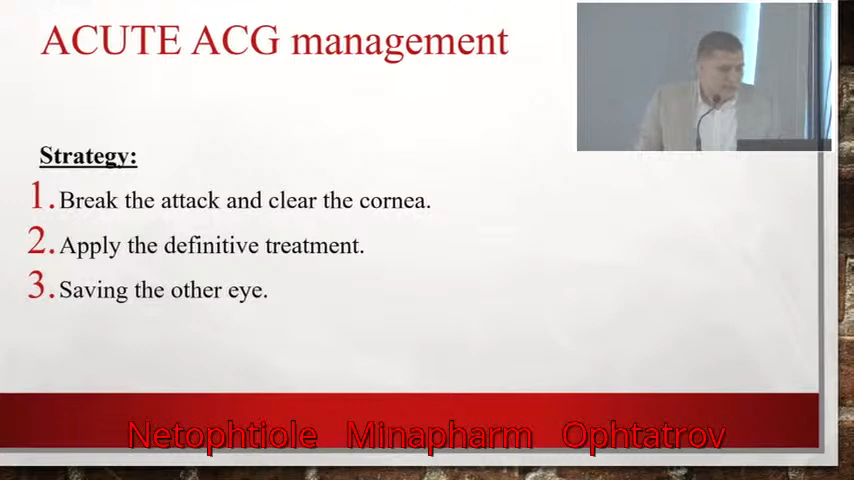 ACUTE ACG management
Strategy:
1. Break the attack and clear the cornea.
2. Apply the definitive treatment.
3. Saving the other eye.
Netophtiole Minapharm Ophtatrov